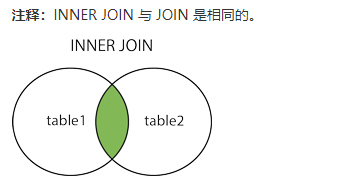 注释：INNER JOIN 与 JOIN 是相同的。
INNER JOIN
table1
table2